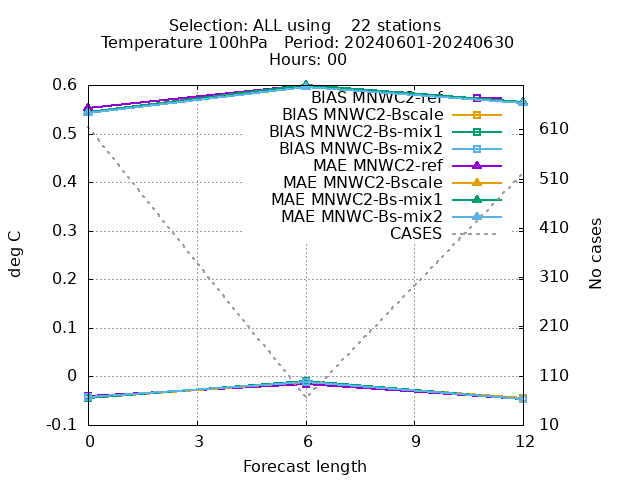 Selection: ALL using    22 stations
Temperature 100hPa   Period: 20240601-20240630
Hours: 00
0.6
0.5
0.4
0.3
0.2
0.1
0
-0.1
deg C
BIAS MNWC2-ref
BIAS MNWC2-Bscale
BIAS MNWC2-Bs-mix1
BIAS MNWC-Bs-mix2
MAE MNWC2-ref
MAE MNWC2-Bscale
MAE MNWC2-Bs-mix1
MAE MNWC-Bs-mix2
CASES
610
510
410
310
210
110
10
No cases
0 3 6 9 12
Forecast length